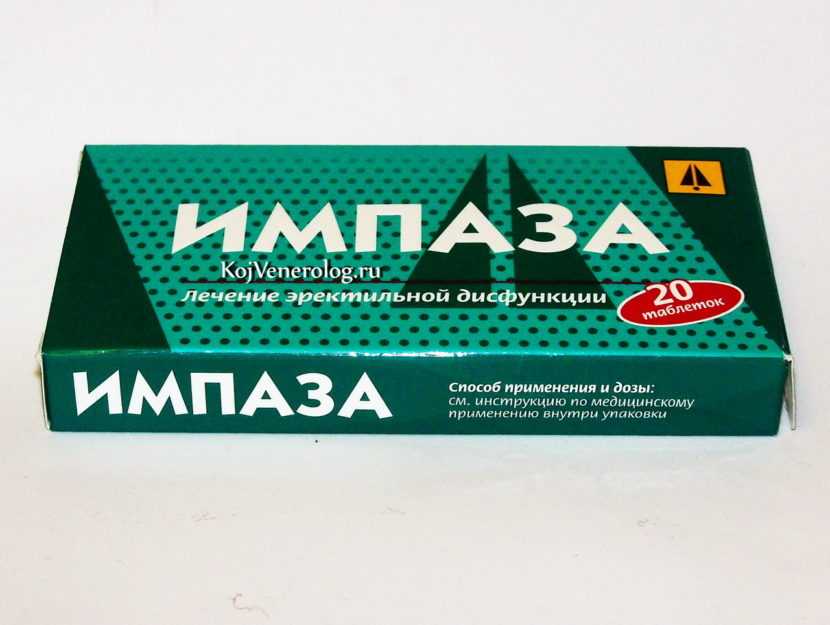 ИМПАЗА
KojVenerolog.ru
лечение эректильной дисфункции
20
таблеток
ИМПАЗА
Способ применения и дозы:
см. инструкцию по медицинскому
применению внутри упаковки